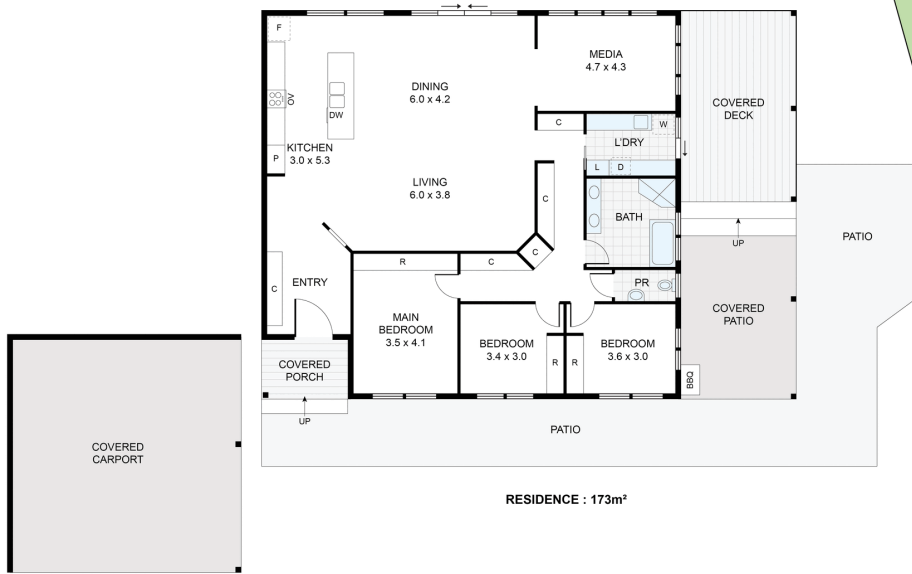 F
OV
DW
P
KITCHEN
3.0 x 5.3
DINING
6.0 x 4.2
LIVING
6.0 x 3.8
MEDIA
4.7 x 4.3
COVERED
DECK
C
L'DRY
W
L
D
C
BATH
C
UP
PATIO
ENTRY
C
R
C
PR
MAIN
BEDROOM
3.5 x 4.1
BEDROOM
3.4 x 3.0
R
R
BEDROOM
3.6 x 3.0
COVERED
PATIO
BBQ
COVERED
PORCH
UP
PATIO
COVERED
CARPORT
RESIDENCE : 173m²